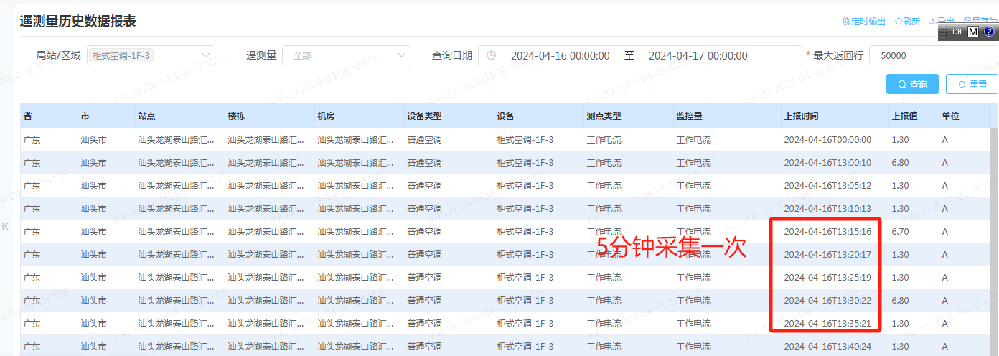 遥测量历史数据报表
定时输出 刷新 导出 另存为
CH M ?
局站/区域 柜式空调-1F-3 遥测量 全部 查询日期 2024-04-16 00:00:00 至 2024-04-17 00:00:00 * 最大返回行 50000
查询 重置
省 市 站点 楼栋 机房 设备类型 设备 测点类型 监控量 上报时间 上报值 单位
广东 汕头市 汕头龙湖泰山路汇... 汕头龙湖泰山路汇... 汕头龙湖泰山路汇... 普通空调 柜式空调-1F-3 工作电流 工作电流 2024-04-16T00:00:00 1.30 A
广东 汕头市 汕头龙湖泰山路汇... 汕头龙湖泰山路汇... 汕头龙湖泰山路汇... 普通空调 柜式空调-1F-3 工作电流 工作电流 2024-04-16T13:00:10 6.80 A
广东 汕头市 汕头龙湖泰山路汇... 汕头龙湖泰山路汇... 汕头龙湖泰山路汇... 普通空调 柜式空调-1F-3 工作电流 工作电流 2024-04-16T13:05:12 1.30 A
广东 汕头市 汕头龙湖泰山路汇... 汕头龙湖泰山路汇... 汕头龙湖泰山路汇... 普通空调 柜式空调-1F-3 工作电流 工作电流 2024-04-16T13:10:13 1.30 A
广东 汕头市 汕头龙湖泰山路汇... 汕头龙湖泰山路汇... 汕头龙湖泰山路汇... 普通空调 柜式空调-1F-3 工作电流 工作电流 2024-04-16T13:15:16 6.70 A
5分钟采集一次
广东 汕头市 汕头龙湖泰山路汇... 汕头龙湖泰山路汇... 汕头龙湖泰山路汇... 普通空调 柜式空调-1F-3 工作电流 工作电流 2024-04-16T13:20:17 1.30 A
广东 汕头市 汕头龙湖泰山路汇... 汕头龙湖泰山路汇... 汕头龙湖泰山路汇... 普通空调 柜式空调-1F-3 工作电流 工作电流 2024-04-16T13:25:19 1.30 A
广东 汕头市 汕头龙湖泰山路汇... 汕头龙湖泰山路汇... 汕头龙湖泰山路汇... 普通空调 柜式空调-1F-3 工作电流 工作电流 2024-04-16T13:30:22 6.80 A
广东 汕头市 汕头龙湖泰山路汇... 汕头龙湖泰山路汇... 汕头龙湖泰山路汇... 普通空调 柜式空调-1F-3 工作电流 工作电流 2024-04-16T13:35:21 1.30 A
广东 汕头市 汕头龙湖泰山路汇... 汕头龙湖泰山路汇... 汕头龙湖泰山路汇... 普通空调 柜式空调-1F-3 工作电流 工作电流 2024-04-16T13:40:24 1.30 A